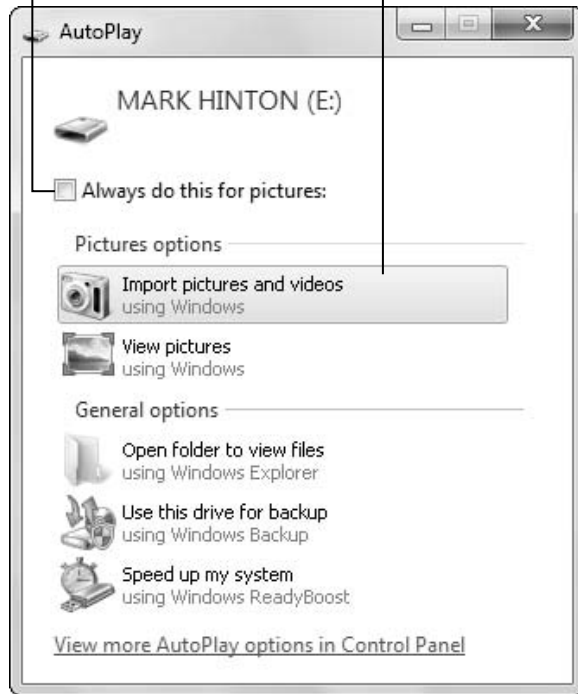 AutoPlay
MARK HINTON (E:)
Always do this for pictures:
Pictures options
Import pictures and videos
using Windows
View pictures
using Windows
General options
Open folder to view files
using Windows Explorer
Use this drive for backup
using Windows Backup
Speed up my system
using Windows ReadyBoost
View more AutoPlay options in Control Panel